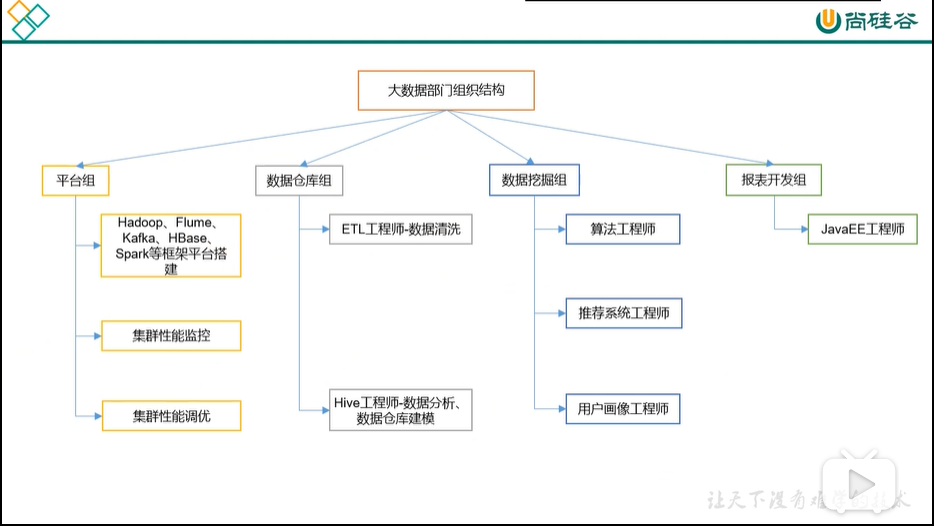 尚硅谷
大数据部门组织结构
平台组
数据仓库组
数据挖掘组
报表开发组
Hadoop、Flume、
Kafka、HBase、
Spark等框架平台搭
建
ETL工程师-数据清洗
算法工程师
JavaEE工程师
集群性能监控
推荐系统工程师
集群性能调优
Hive工程师-数据分析、
数据仓库建模
用户画像工程师
让天下没有难学的技术